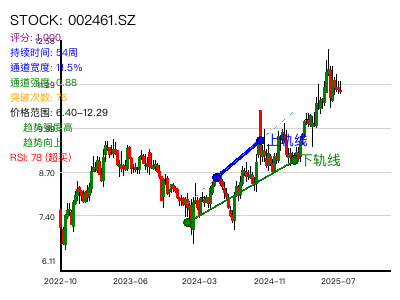 STOCK: 002461.SZ
评分: 1.000
12.58
持续时间: 54周
通道宽度: 11.5%
通道强度: 0.88
突破次数: 76
价格范围: 6.40-12.29
趋势强度高
趋势向上
上轨线
RSI: 78 (超买)
下轨线
8.70
7.40
6.11
2022-10 2023-06 2024-03 2024-11 2025-07